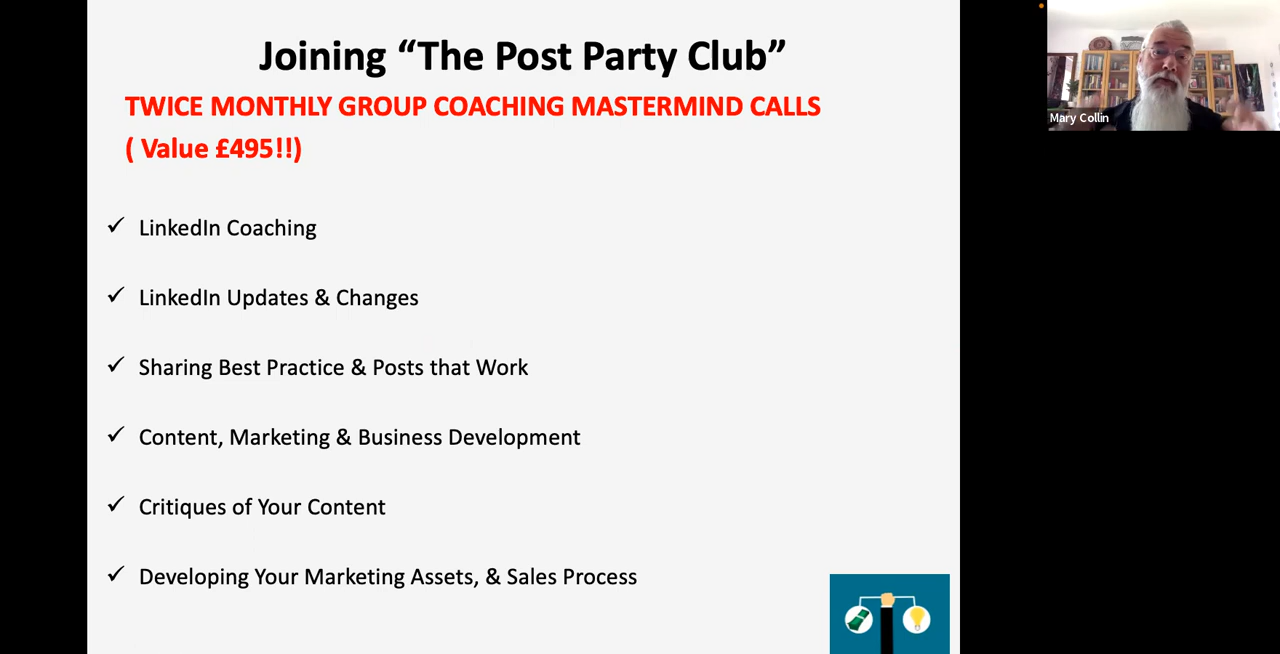 Joining “The Post Party Club”
TWICE MONTHLY GROUP COACHING MASTERMIND CALLS
( Value £495!!)
✓ LinkedIn Coaching
✓ LinkedIn Updates & Changes
✓ Sharing Best Practice & Posts that Work
✓ Content, Marketing & Business Development
✓ Critiques of Your Content
✓ Developing Your Marketing Assets, & Sales Process
Mary Collin